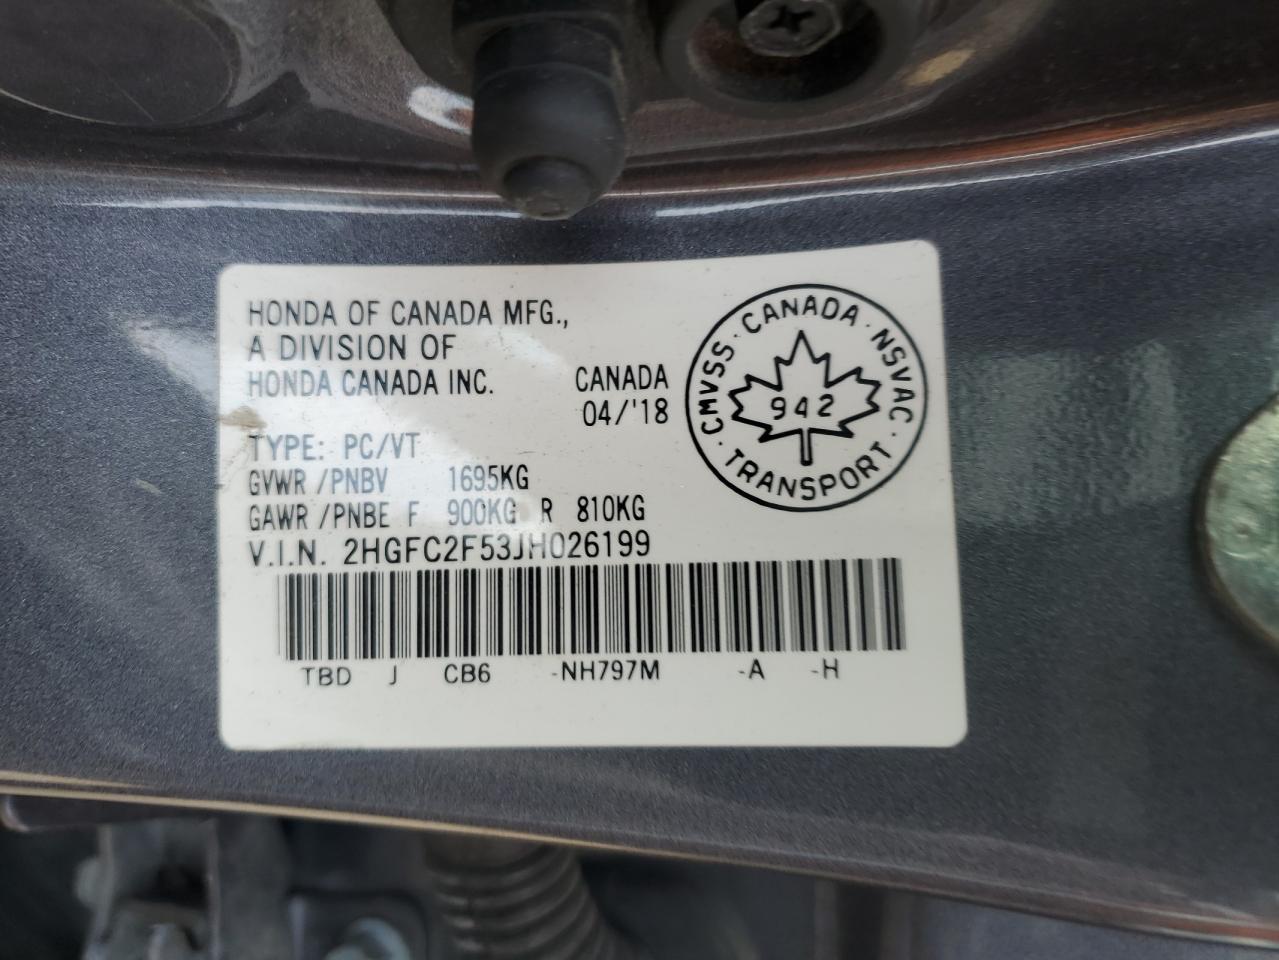 HONDA OF CANADA MFG.,
A DIVISION OF
HONDA CANADA INC. CANADA
04/'18
CMVSS · CANADA · NSVAC · TRANSPORT ·
942
TYPE: PC/VT
GVWR /PNBV 1695KG
GAWR /PNBE F 900KG R 810KG
V.I.N. 2HGFC2F53JH026199
TBD J CB6 -NH797M -A -H